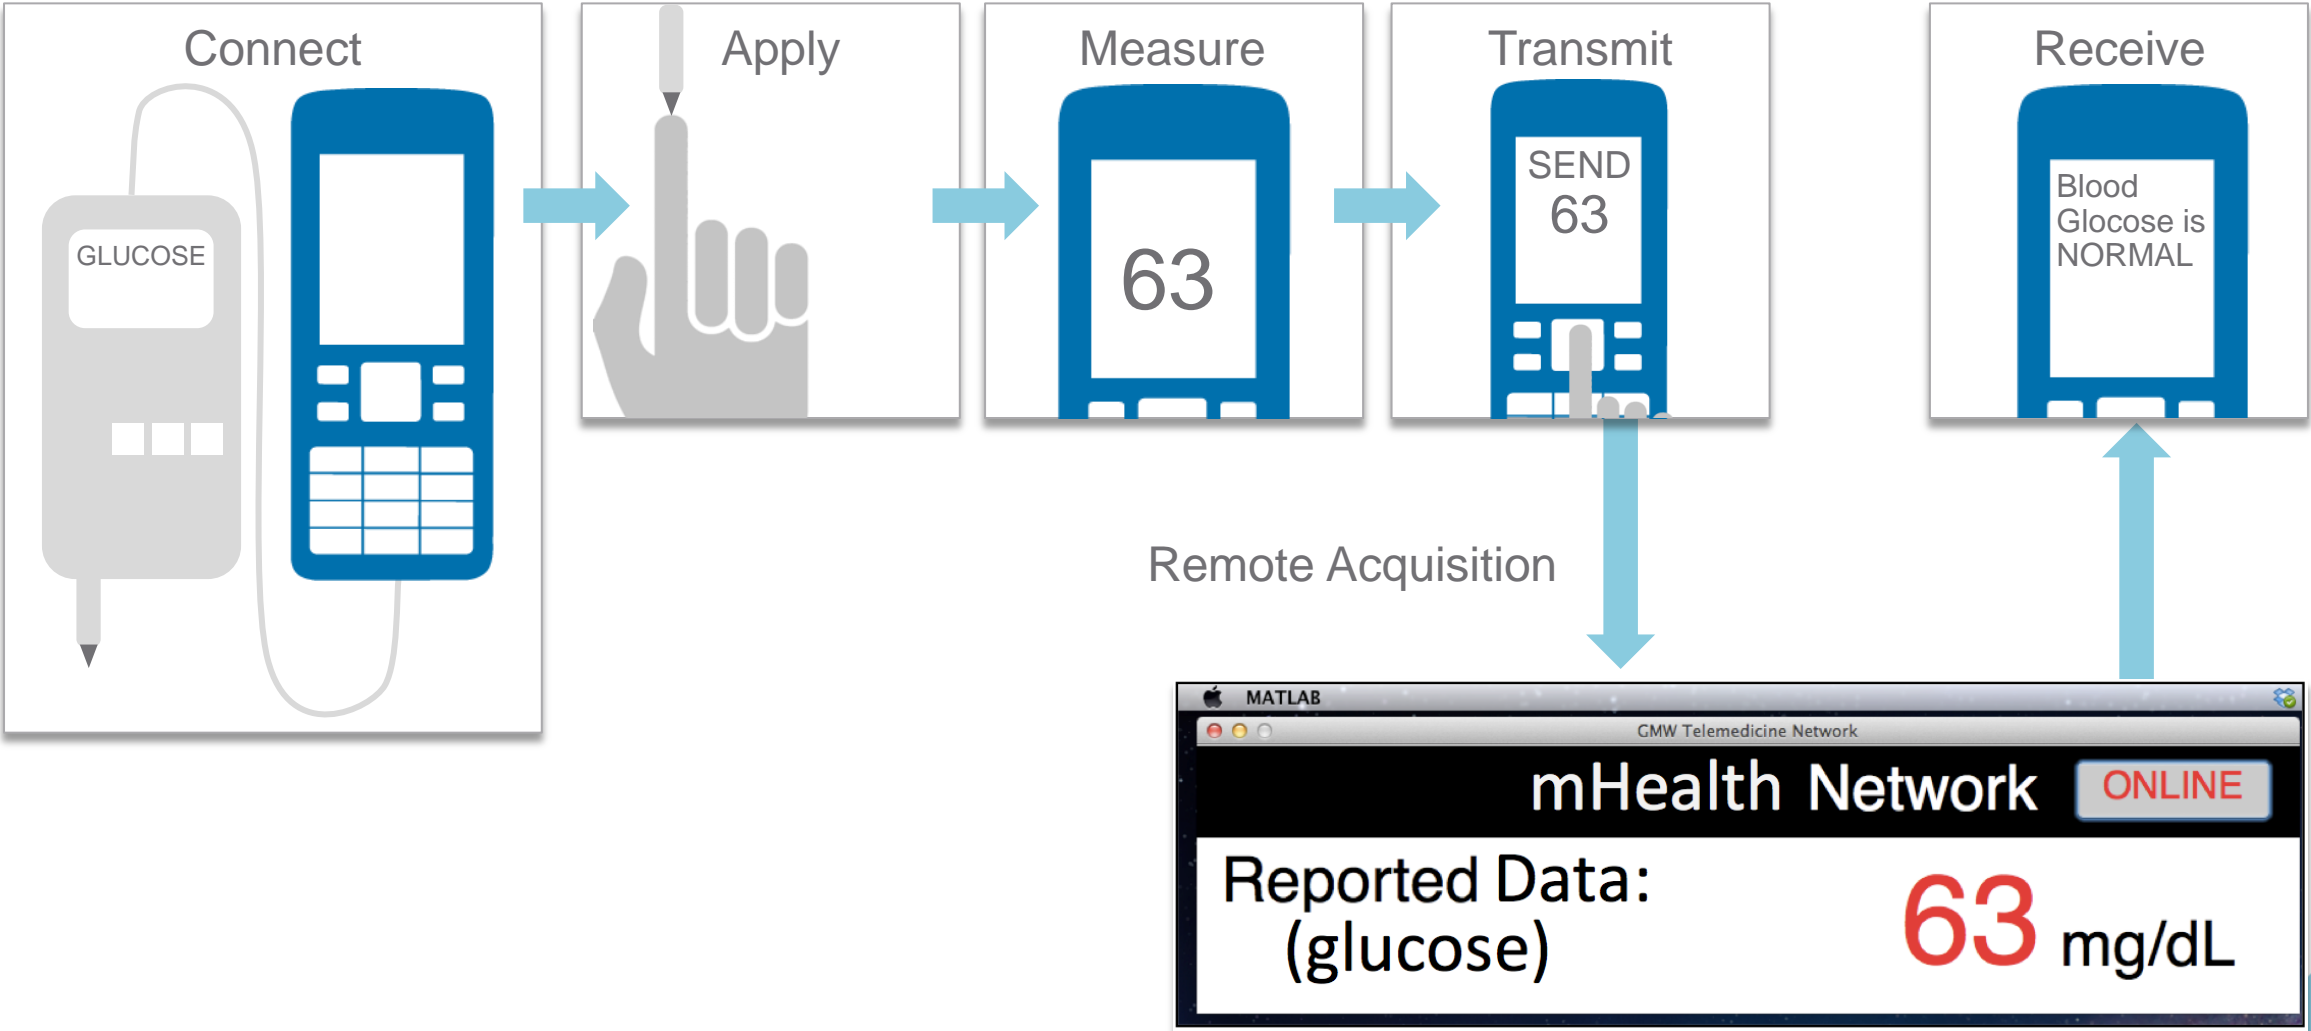 Connect
GLUCOSE
Apply
Measure
63
Transmit
SEND
63
Receive
Blood
Glocose is
NORMAL
Remote Acquisition
MATLAB
GMW Telemedicine Network
mHealth Network
ONLINE
Reported Data:
(glucose)
63 mg/dL